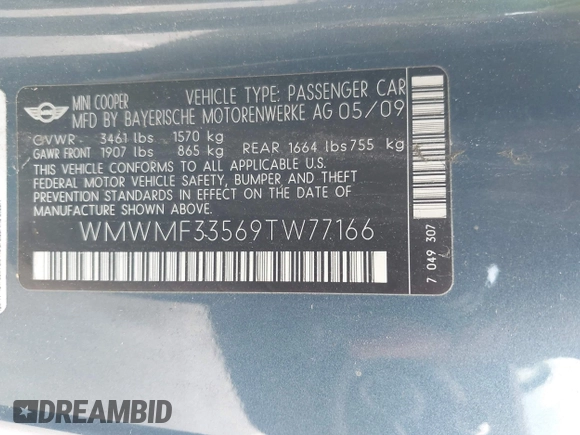 MINI COOPER
VEHICLE TYPE: PASSENGER CAR
MFD BY BAYERISCHE MOTORENWERKE AG 05/09
GVWR 3461 lbs 1570 kg
GAWR FRONT 1907 lbs 865 kg REAR 1664 lbs755 kg
THIS VEHICLE CONFORMS TO ALL APPLICABLE U.S.
FEDERAL MOTOR VEHICLE SAFETY, BUMPER AND THEFT
PREVENTION STANDARDS IN EFFECT ON THE DATE OF
MANUFACTURE SHOWN ABOVE.
WMWMF33569TW77166
7 049 307
DREAMBID